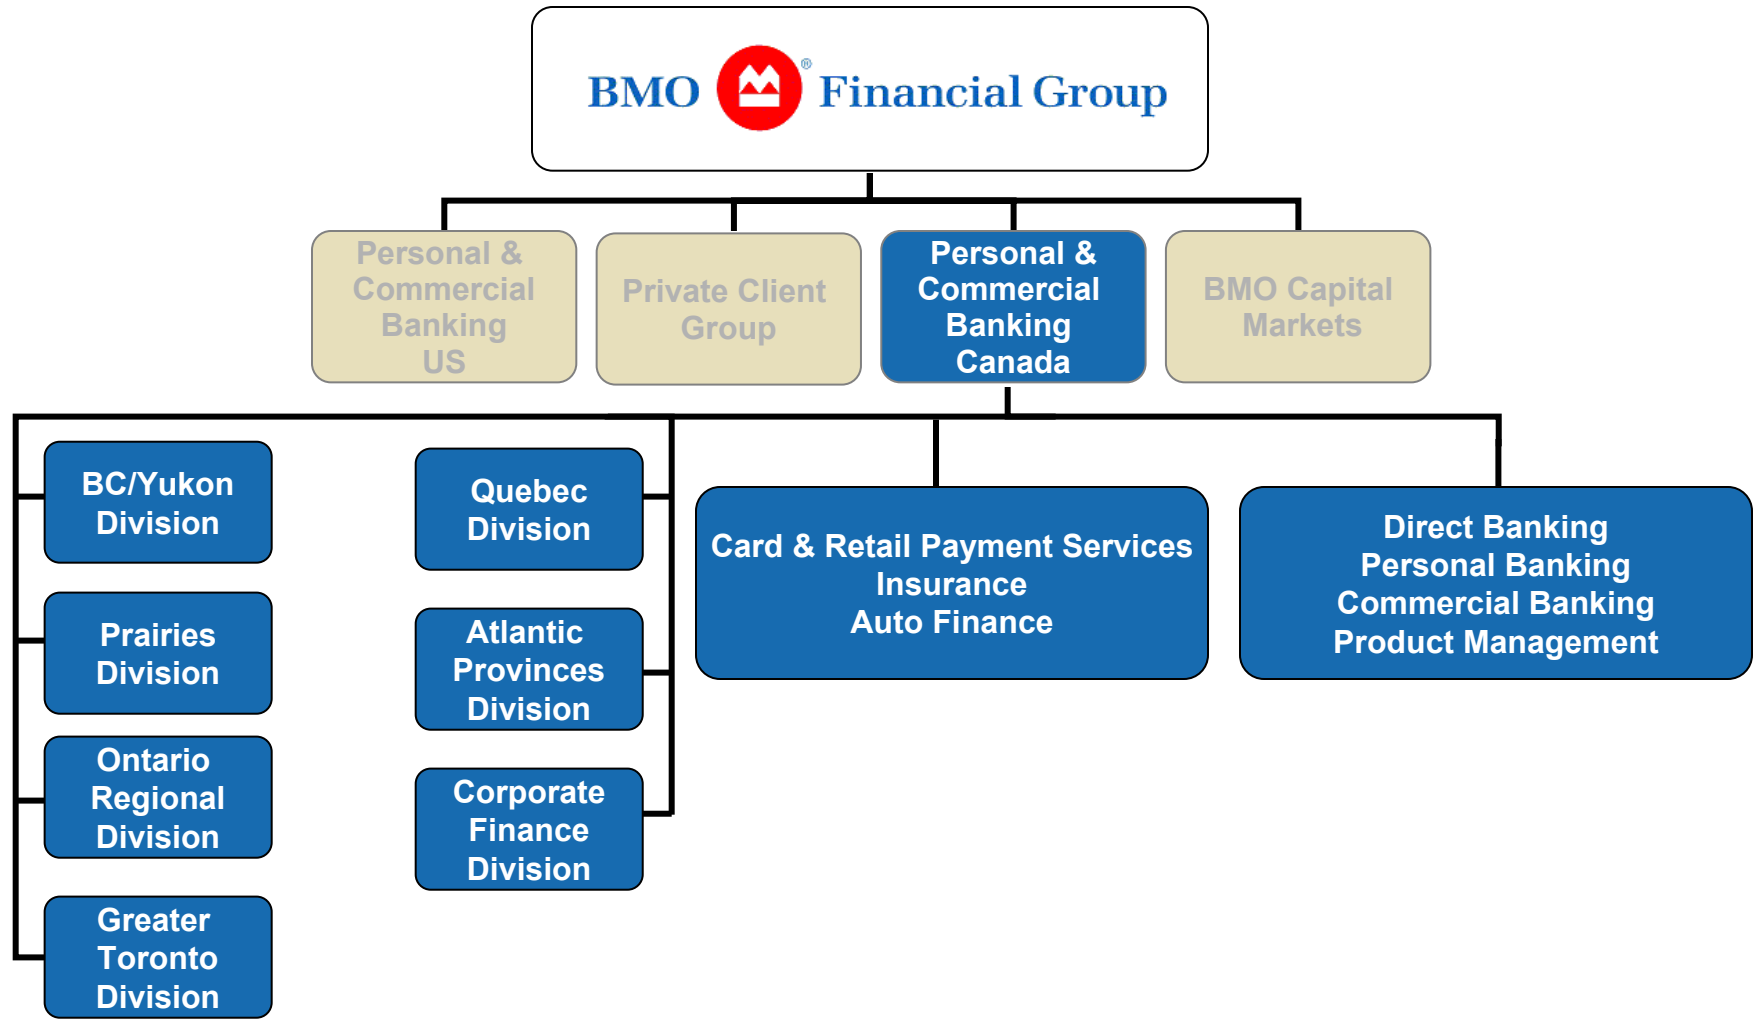 BMO ® Financial Group
Personal &
Commercial
Banking
US
Private Client
Group
Personal &
Commercial
Banking
Canada
BMO Capital
Markets
BC/Yukon
Division
Prairies
Division
Ontario
Regional
Division
Greater
Toronto
Division
Quebec
Division
Atlantic
Provinces
Division
Corporate
Finance
Division
Card & Retail Payment Services
Insurance
Auto Finance
Direct Banking
Personal Banking
Commercial Banking
Product Management